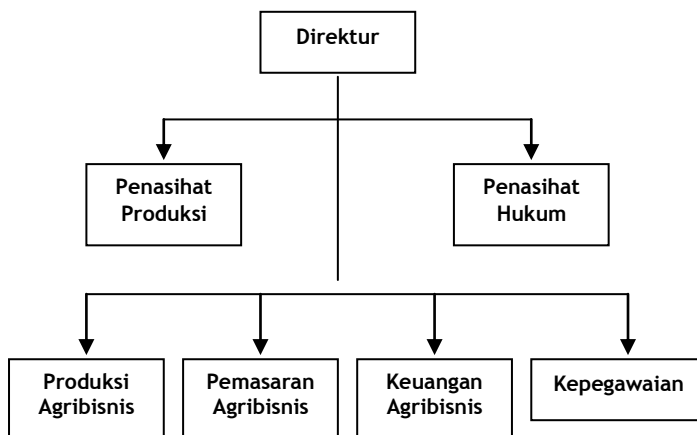 Direktur
Penasihat
Produksi
Penasihat
Hukum
Produksi
Agribisnis
Pemasaran
Agribisnis
Keuangan
Agribisnis
Kepegawaian